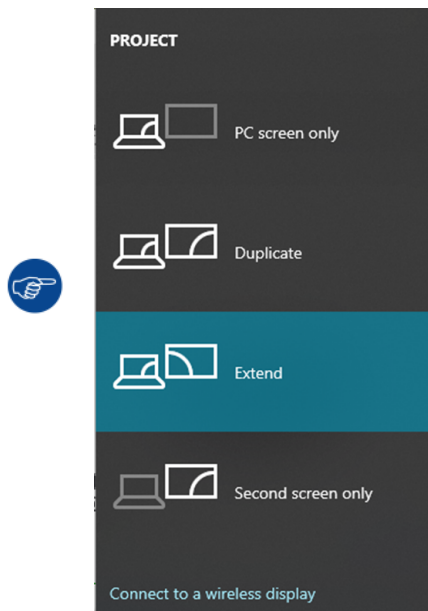 PROJECT
PC screen only
Duplicate
Extend
Second screen only
Connect to a wireless display